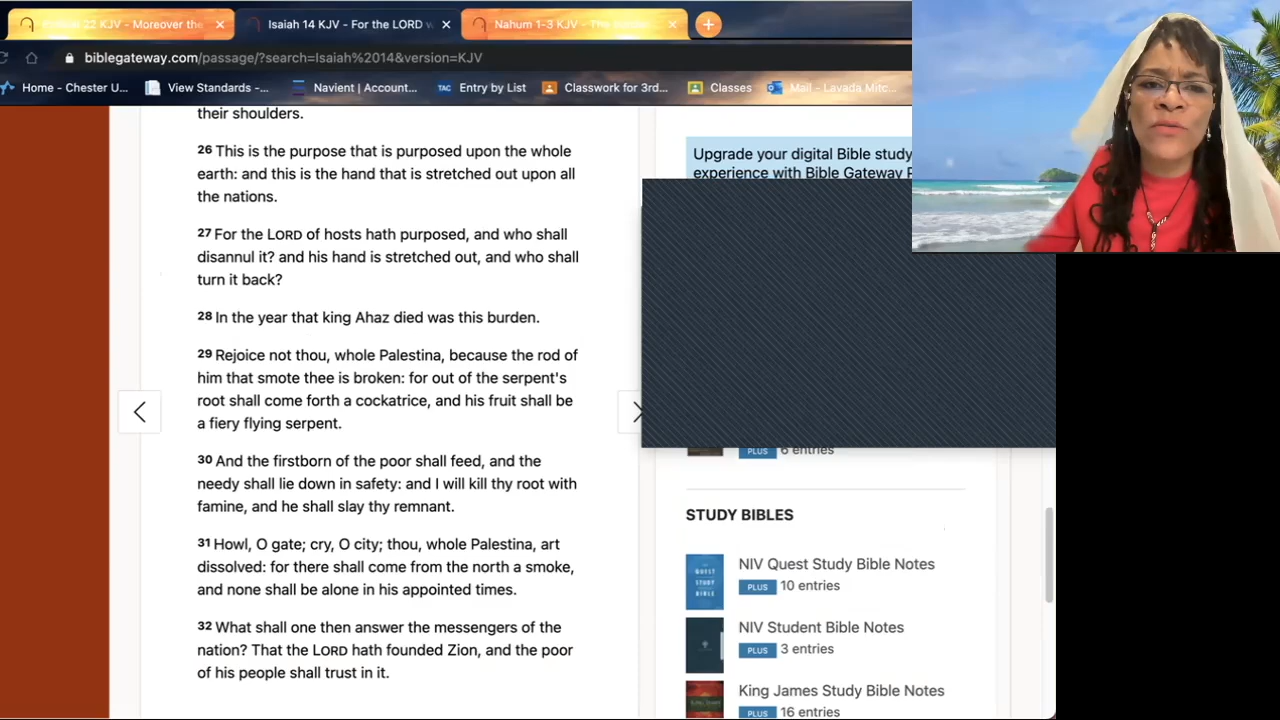 22 KJV - Moreover the
Isaiah 14 KJV - For the LORD
Nahum 1-3 KJV - The
biblegateway.com/passage/?search=Isaiah%2014&version=KJV
Home - Chester U...
View Standards -...
Navient | Account...
TAC Entry by List
Classwork for 3rd...
Classes
Mail - Lavada Mitc...
their shoulders.
26 This is the purpose that is purposed upon the whole
earth: and this is the hand that is stretched out upon all
the nations.
27 For the LORD of hosts hath purposed, and who shall
disannul it? and his hand is stretched out, and who shall
turn it back?
28 In the year that king Ahaz died was this burden.
29 Rejoice not thou, whole Palestina, because the rod of
him that smote thee is broken: for out of the serpent's
root shall come forth a cockatrice, and his fruit shall be
a fiery flying serpent.
30 And the firstborn of the poor shall feed, and the
needy shall lie down in safety: and I will kill thy root with
famine, and he shall slay thy remnant.
31 Howl, O gate; cry, O city; thou, whole Palestina, art
dissolved: for there shall come from the north a smoke,
and none shall be alone in his appointed times.
32 What shall one then answer the messengers of the
nation? That the LORD hath founded Zion, and the poor
of his people shall trust in it.
Upgrade your digital Bible study
experience with Bible Gateway
PLUS 6 entries
STUDY BIBLES
QUEST
STUDY
BIBLE
NIV Quest Study Bible Notes
PLUS 10 entries
NIV Student Bible Notes
PLUS 3 entries
King James Study Bible Notes
PLUS 16 entries